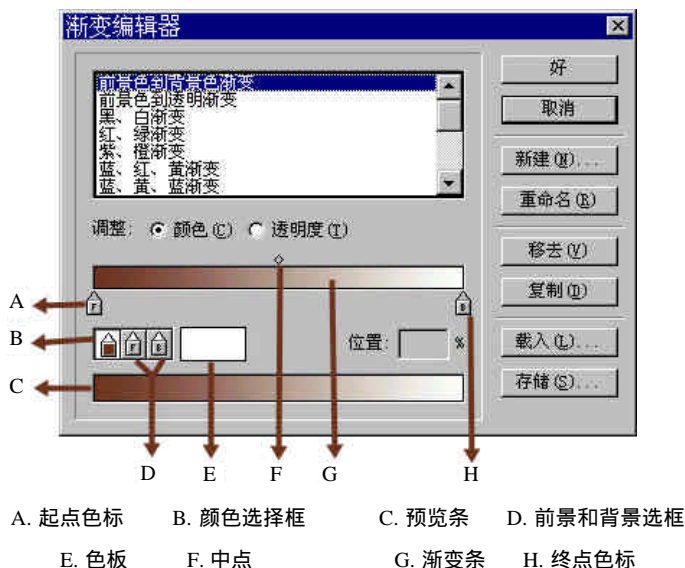 渐变编辑器
前景色到背景色渐变
前景色到透明渐变
黑、白渐变
红、绿渐变
紫、橙渐变
蓝、红、黄渐变
蓝、黄、蓝渐变
好
取消
新建(N)...
重命名(R)
移去(V)
复制(D)
载入(L)...
存储(S)...
调整: 颜色(C) 透明度(T)
F B
A
B F B 位置: %
C
D E F G H
A. 起点色标 B. 颜色选择框 C. 预览条 D. 前景和背景选框
E. 色板 F. 中点 G. 渐变条 H. 终点色标